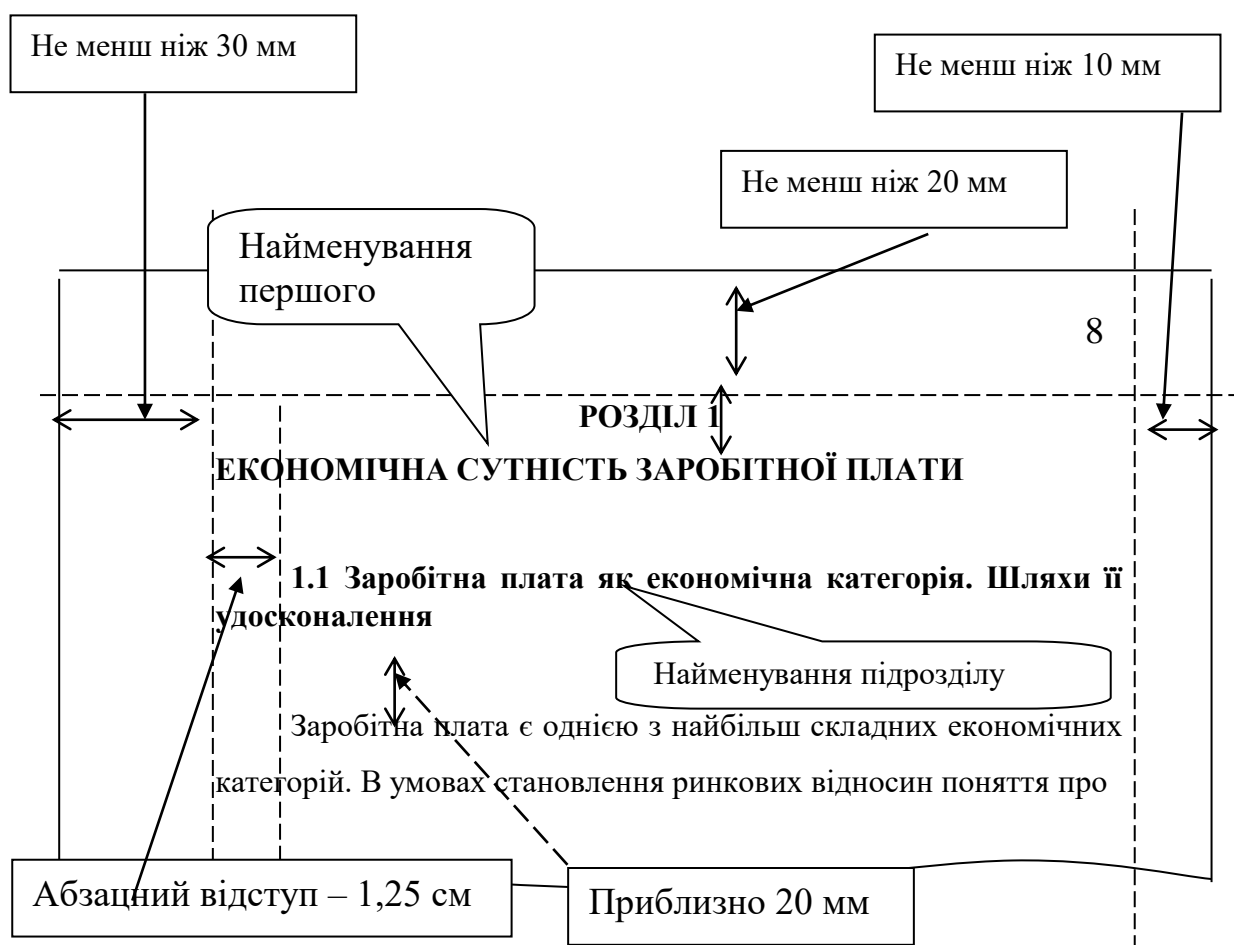 Не менш ніж 30 мм
Не менш ніж 10 мм
Не менш ніж 20 мм
Найменування
першого
8
РОЗДІЛ 1
ЕКОНОМІЧНА СУТНІСТЬ ЗАРОБІТНОЇ ПЛАТИ
1.1 Заробітна плата як економічна категорія. Шляхи її
удосконалення
Найменування підрозділу
Заробітна плата є однією з найбільш складних економічних
категорій. В умовах становлення ринкових відносин поняття про
Абзацний відступ – 1,25 см
Приблизно 20 мм